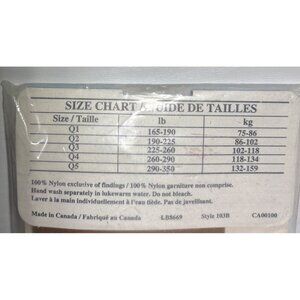 SIZE CHART / GUIDE DE TAILLES
Size / Taille lb kg
Q1 165-190 75-86
Q2 190-225 86-102
Q3 225-260 102-118
Q4 260-290 118-134
Q5 290-350 132-159
100% Nylon exclusive of findings / 100% Nylon garniture non comprise.
Hand wash separately in lukewarm water. Do not bleach.
Laver à la main individuellement à l'eau tiède. Pas de javellisant.
Made in Canada / Fabriqué au Canada LB8669 Style 103B CA00100